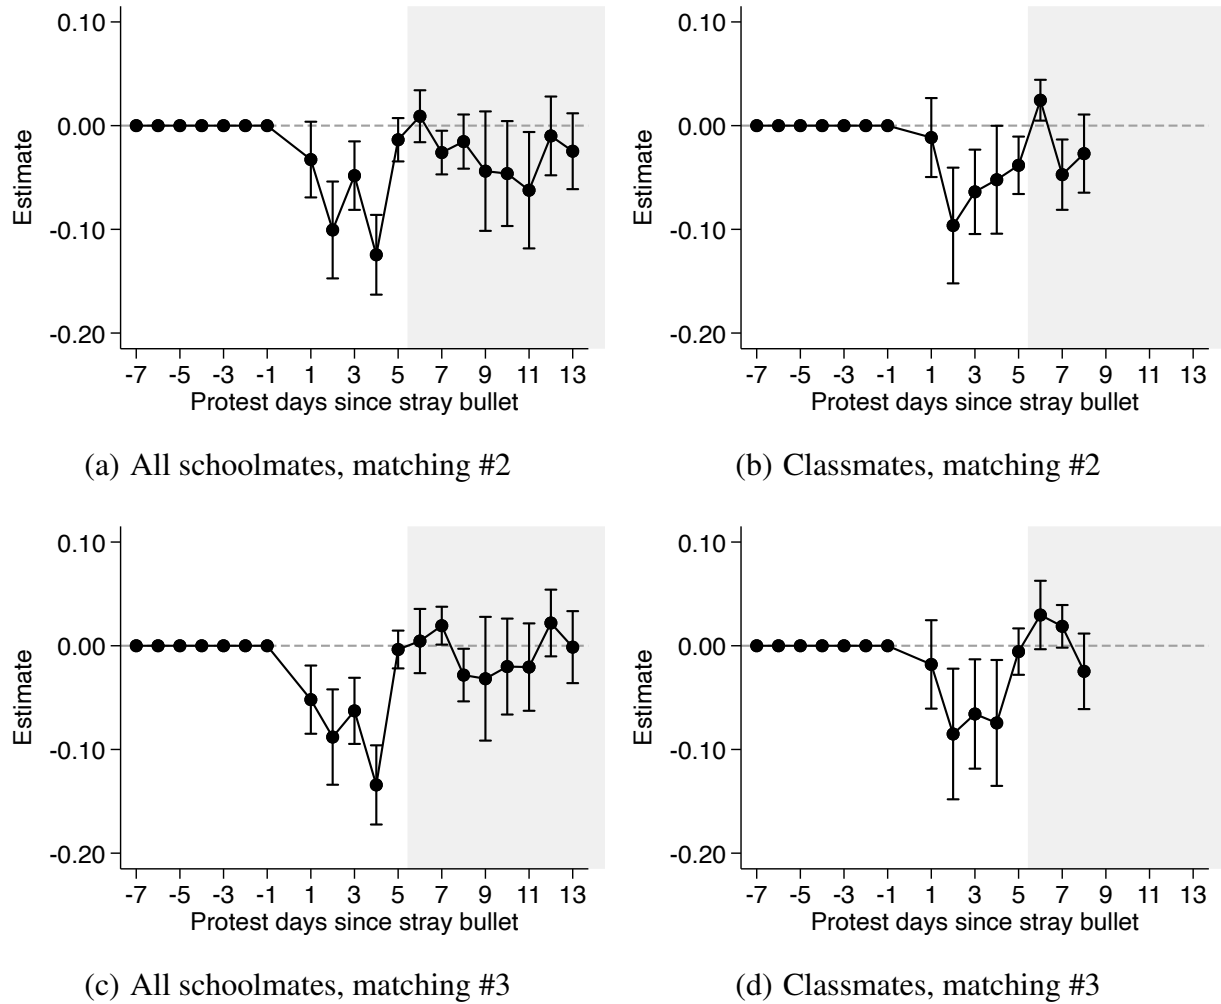 0.10
0.00
-0.10
-0.20
Estimate
-7 -5 -3 -1 1 3 5 7 9 11 13
Protest days since stray bullet
(a) All schoolmates, matching #2
0.10
0.00
-0.10
-0.20
Estimate
-7 -5 -3 -1 1 3 5 7 9 11 13
Protest days since stray bullet
(b) Classmates, matching #2
0.10
0.00
-0.10
-0.20
Estimate
-7 -5 -3 -1 1 3 5 7 9 11 13
Protest days since stray bullet
(c) All schoolmates, matching #3
0.10
0.00
-0.10
-0.20
Estimate
-7 -5 -3 -1 1 3 5 7 9 11 13
Protest days since stray bullet
(d) Classmates, matching #3